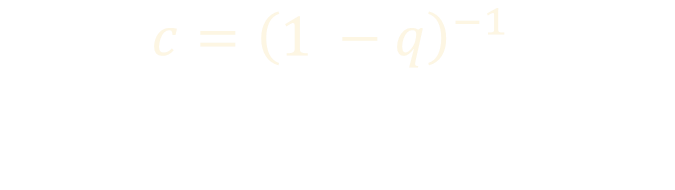 c = (1 − q)⁻¹